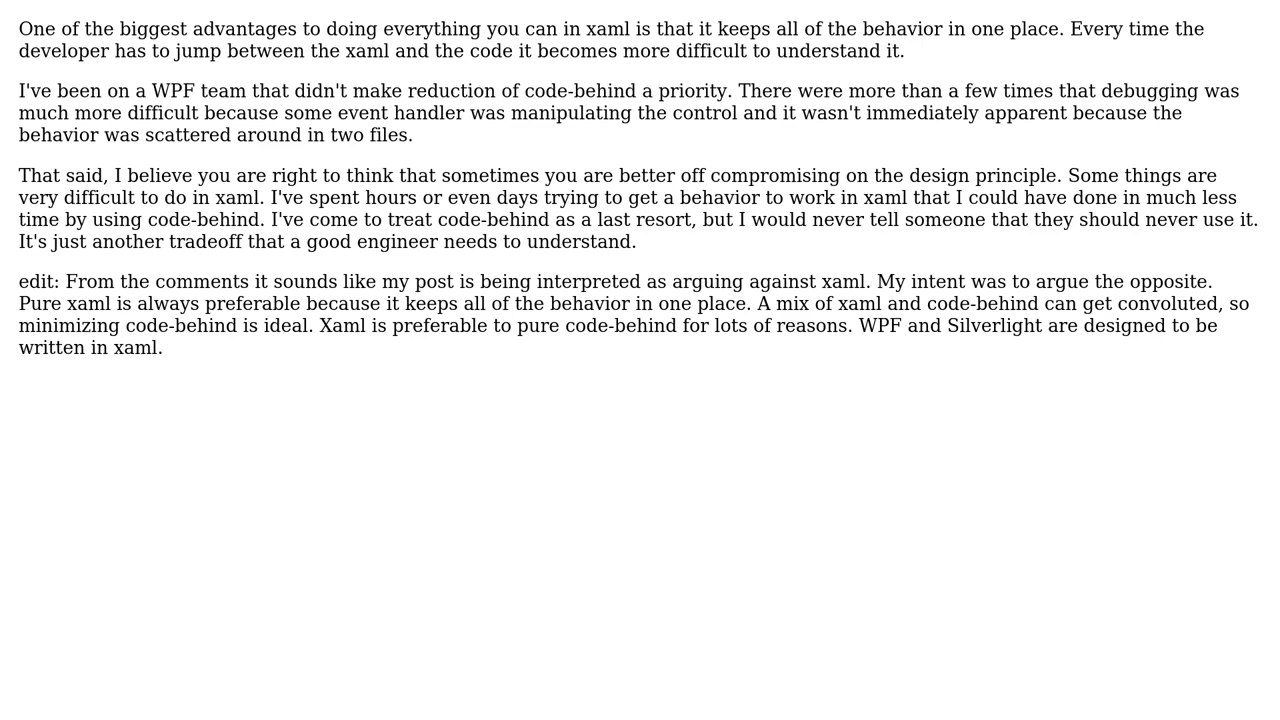 One of the biggest advantages to doing everything you can in xaml is that it keeps all of the behavior in one place. Every time the
developer has to jump between the xaml and the code it becomes more difficult to understand it.
I've been on a WPF team that didn't make reduction of code-behind a priority. There were more than a few times that debugging was
much more difficult because some event handler was manipulating the control and it wasn't immediately apparent because the
behavior was scattered around in two files.
That said, I believe you are right to think that sometimes you are better off compromising on the design principle. Some things are
very difficult to do in xaml. I've spent hours or even days trying to get a behavior to work in xaml that I could have done in much less
time by using code-behind. I've come to treat code-behind as a last resort, but I would never tell someone that they should never use it.
It's just another tradeoff that a good engineer needs to understand.
edit: From the comments it sounds like my post is being interpreted as arguing against xaml. My intent was to argue the opposite.
Pure xaml is always preferable because it keeps all of the behavior in one place. A mix of xaml and code-behind can get convoluted, so
minimizing code-behind is ideal. Xaml is preferable to pure code-behind for lots of reasons. WPF and Silverlight are designed to be
written in xaml.